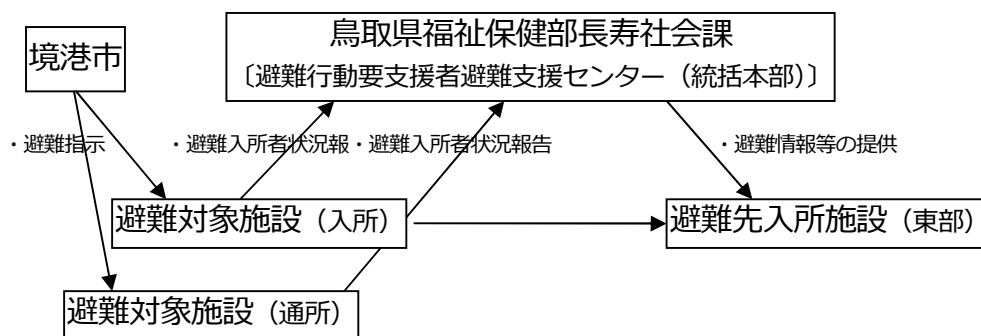 鳥取県福祉保健部長寿社会課
〔避難行動要支援者避難支援センター（統括本部）〕
境港市
・避難指示
・避難入所者状況報・避難入所者状況報告
・避難情報等の提供
避難対象施設（入所）
避難先入所施設（東部）
避難対象施設（通所）